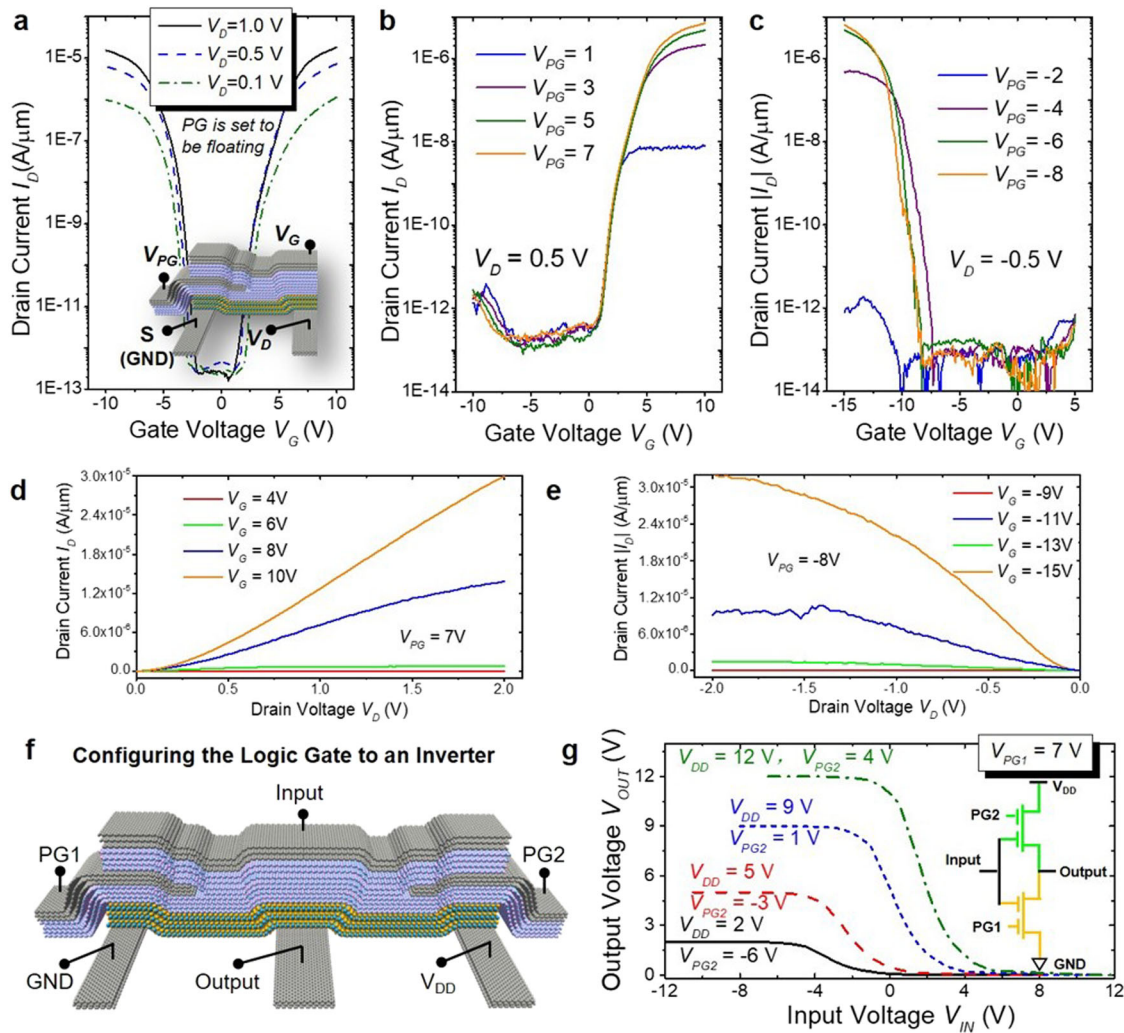 a
V_D=1.0 V
V_D=0.5 V
V_D=0.1 V
PG is set to
be floating
1E-5
1E-7
1E-9
1E-11
1E-13
Drain Current I_D(A/μm)
V_G
V_PG
S
(GND)
V_D
-10 -5 0 5 10
Gate Voltage V_G (V)
b
V_PG= 1
V_PG= 3
V_PG= 5
V_PG= 7
1E-6
1E-8
1E-10
1E-12
1E-14
Drain Current I_D (A/μm)
V_D = 0.5 V
-10 -5 0 5 10
Gate Voltage V_G (V)
c
V_PG= -2
V_PG= -4
V_PG= -6
V_PG= -8
1E-6
1E-8
1E-10
1E-12
1E-14
Drain Current |I_D| (A/μm)
V_D = -0.5 V
-15 -10 -5 0 5
Gate Voltage V_G (V)
d
3.0x10^-5
2.4x10^-5
1.8x10^-5
1.2x10^-5
6.0x10^-6
0.0
Drain Current I_D (A/μm)
V_G = 4V
V_G = 6V
V_G = 8V
V_G = 10V
V_PG = 7V
0.0 0.5 1.0 1.5 2.0
Drain Voltage V_D (V)
e
3.0x10^-5
2.4x10^-5
1.8x10^-5
1.2x10^-5
6.0x10^-6
0.0
Drain Current |I_D| (A/μm)
V_PG = -8V
V_G = -9V
V_G = -11V
V_G = -13V
V_G = -15V
-2.0 -1.5 -1.0 -0.5 0.0
Drain Voltage V_D (V)
f
Configuring the Logic Gate to an Inverter
Input
PG1
PG2
GND
Output
V_DD
g
V_DD = 12 V, V_PG2 = 4 V
V_PG1 = 7 V
V_DD = 9 V
V_PG2 = 1 V
V_DD = 5 V
V_PG2 = -3 V
V_DD = 2 V
V_PG2 = -6 V
V_DD
PG2
Input
Output
PG1
GND
12
9
6
3
0
Output Voltage V_OUT (V)
-12 -8 -4 0 4 8 12
Input Voltage V_IN (V)